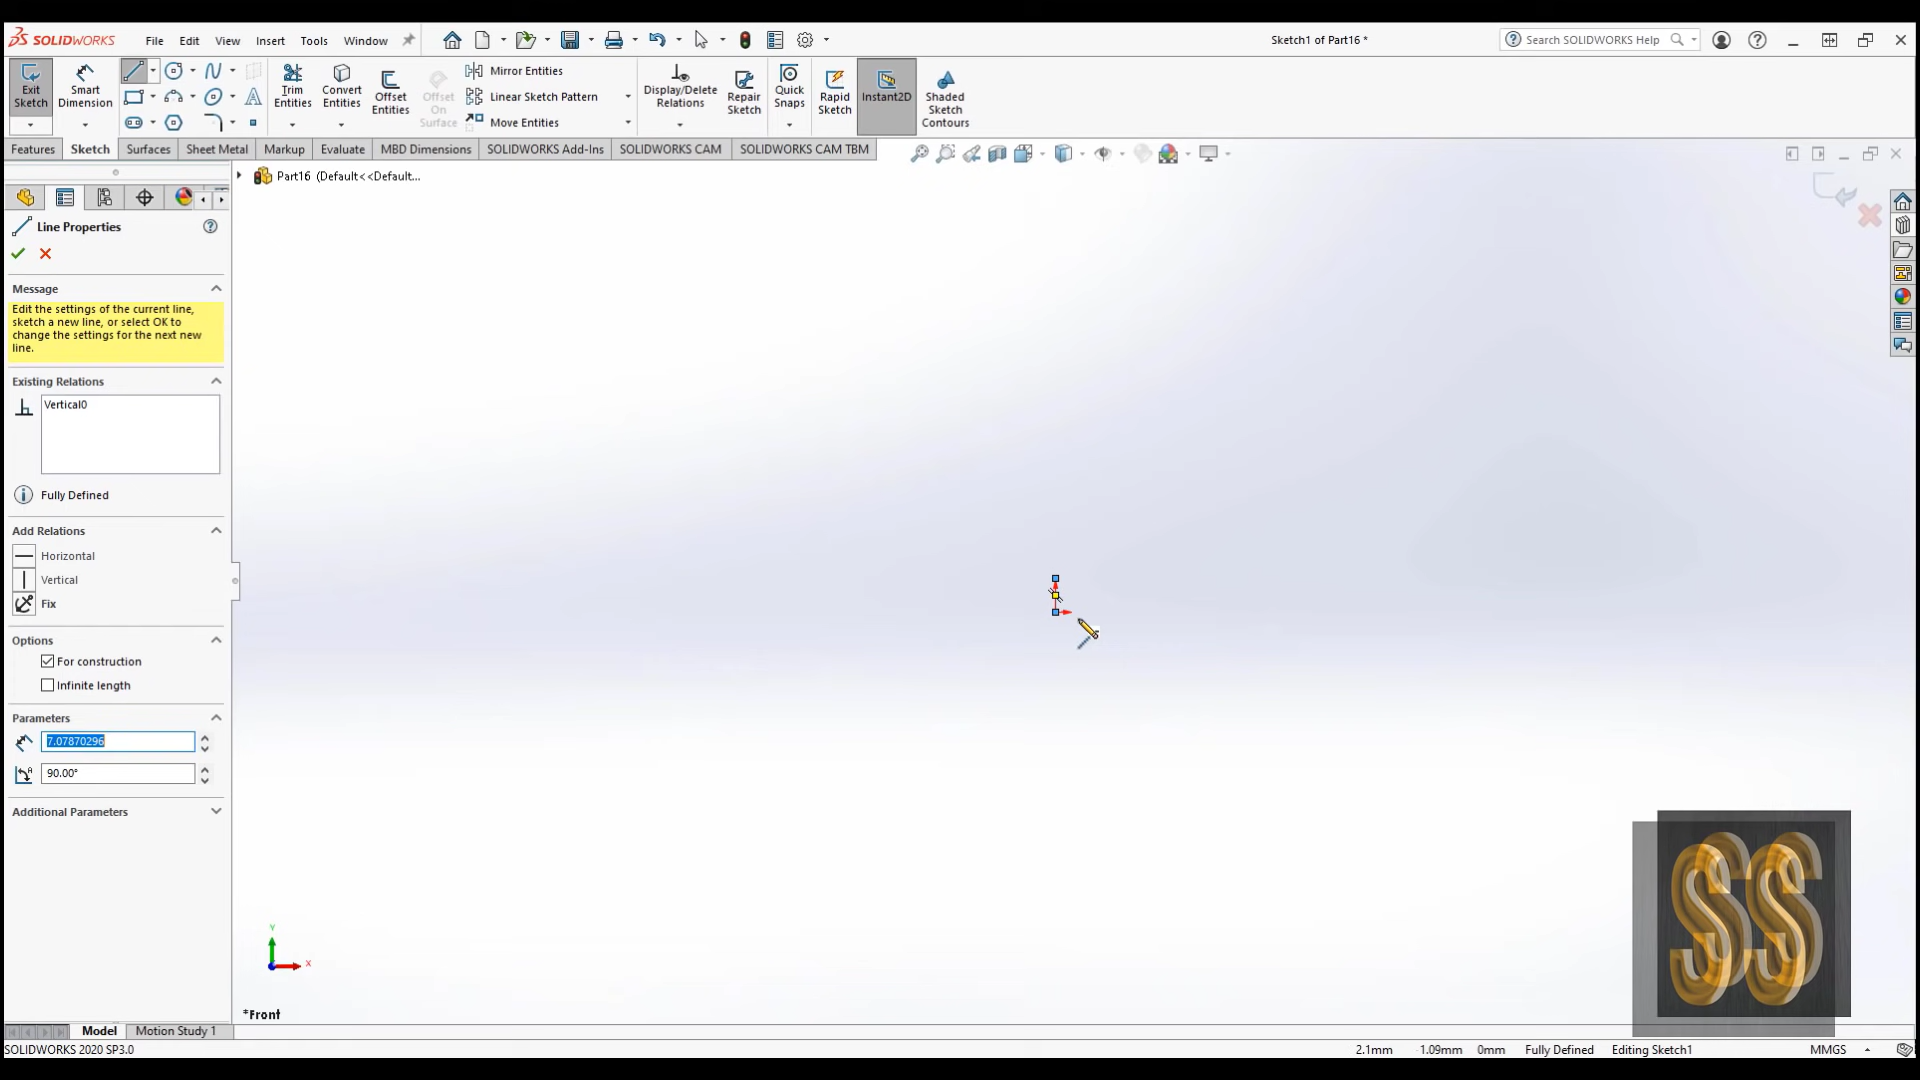 SOLIDWORKS
File
Edit
View
Insert
Tools
Window
Sketch1 of Part16 *
Search SOLIDWORKS Help
Exit
Sketch
Smart
Dimension
Trim
Entities
Convert
Entities
Offset
Entities
Offset
On
Surface
Mirror Entities
Linear Sketch Pattern
Move Entities
Display/Delete
Relations
Repair
Sketch
Quick
Snaps
Rapid
Sketch
Instant2D
Shaded
Sketch
Contours
Features
Sketch
Surfaces
Sheet Metal
Markup
Evaluate
MBD Dimensions
SOLIDWORKS Add-Ins
SOLIDWORKS CAM
SOLIDWORKS CAM TBM
Part16 (Default<<Default...
Line Properties
Message
Edit the settings of the current line,
sketch a new line, or select OK to
change the settings for the next new
line.
Existing Relations
Vertical0
Fully Defined
Add Relations
Horizontal
Vertical
Fix
Options
For construction
Infinite length
Parameters
7.07870296
90.00°
Additional Parameters
Y
X
*Front
SS
Model
Motion Study 1
SOLIDWORKS 2020 SP3.0
2.1mm
1.09mm
0mm
Fully Defined
Editing Sketch1
MMGS